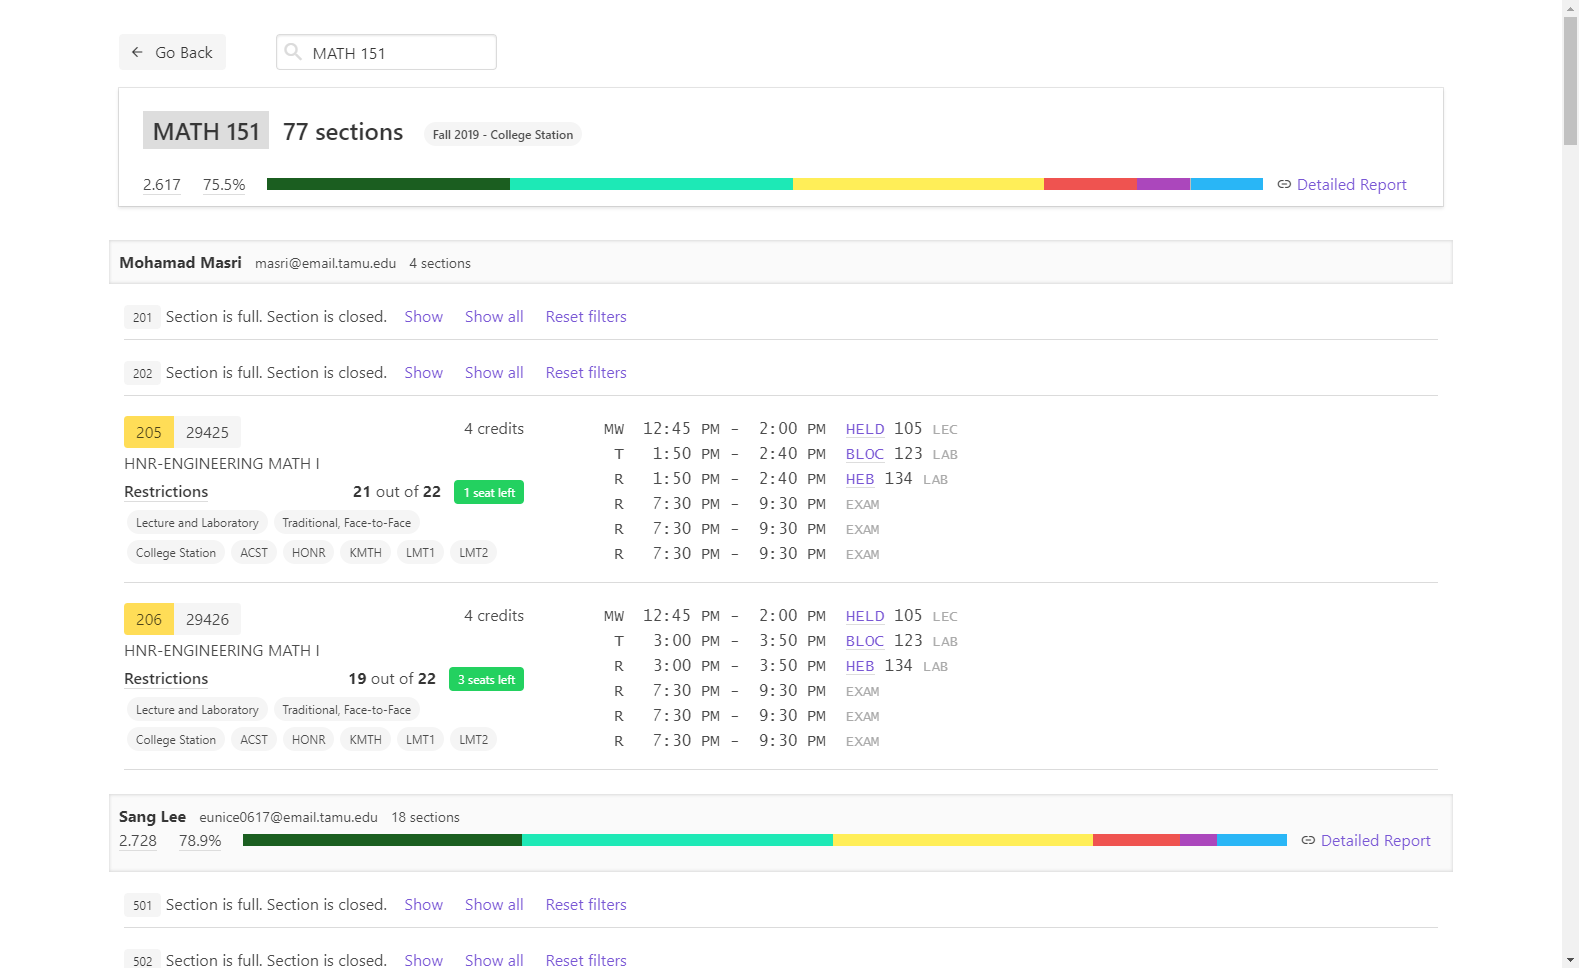 Go Back MATH 151
MATH 151 77 sections Fall 2019 - College Station
2.617 75.5% Detailed Report
Mohamad Masri masri@email.tamu.edu 4 sections
201 Section is full. Section is closed. Show Show all Reset filters
202 Section is full. Section is closed. Show Show all Reset filters
205 29425 4 credits
HNR-ENGINEERING MATH I
Restrictions 21 out of 22 1 seat left
Lecture and Laboratory Traditional, Face-to-Face
College Station ACST HONR KMTH LMT1 LMT2
MW 12:45 PM - 2:00 PM HELD 105 LEC
T 1:50 PM - 2:40 PM BLOC 123 LAB
R 1:50 PM - 2:40 PM HEB 134 LAB
R 7:30 PM - 9:30 PM EXAM
R 7:30 PM - 9:30 PM EXAM
R 7:30 PM - 9:30 PM EXAM
206 29426 4 credits
HNR-ENGINEERING MATH I
Restrictions 19 out of 22 3 seats left
Lecture and Laboratory Traditional, Face-to-Face
College Station ACST HONR KMTH LMT1 LMT2
MW 12:45 PM - 2:00 PM HELD 105 LEC
T 3:00 PM - 3:50 PM BLOC 123 LAB
R 3:00 PM - 3:50 PM HEB 134 LAB
R 7:30 PM - 9:30 PM EXAM
R 7:30 PM - 9:30 PM EXAM
R 7:30 PM - 9:30 PM EXAM
Sang Lee eunice0617@email.tamu.edu 18 sections
2.728 78.9% Detailed Report
501 Section is full. Section is closed. Show Show all Reset filters
502 Section is full. Section is closed. Show Show all Reset filters